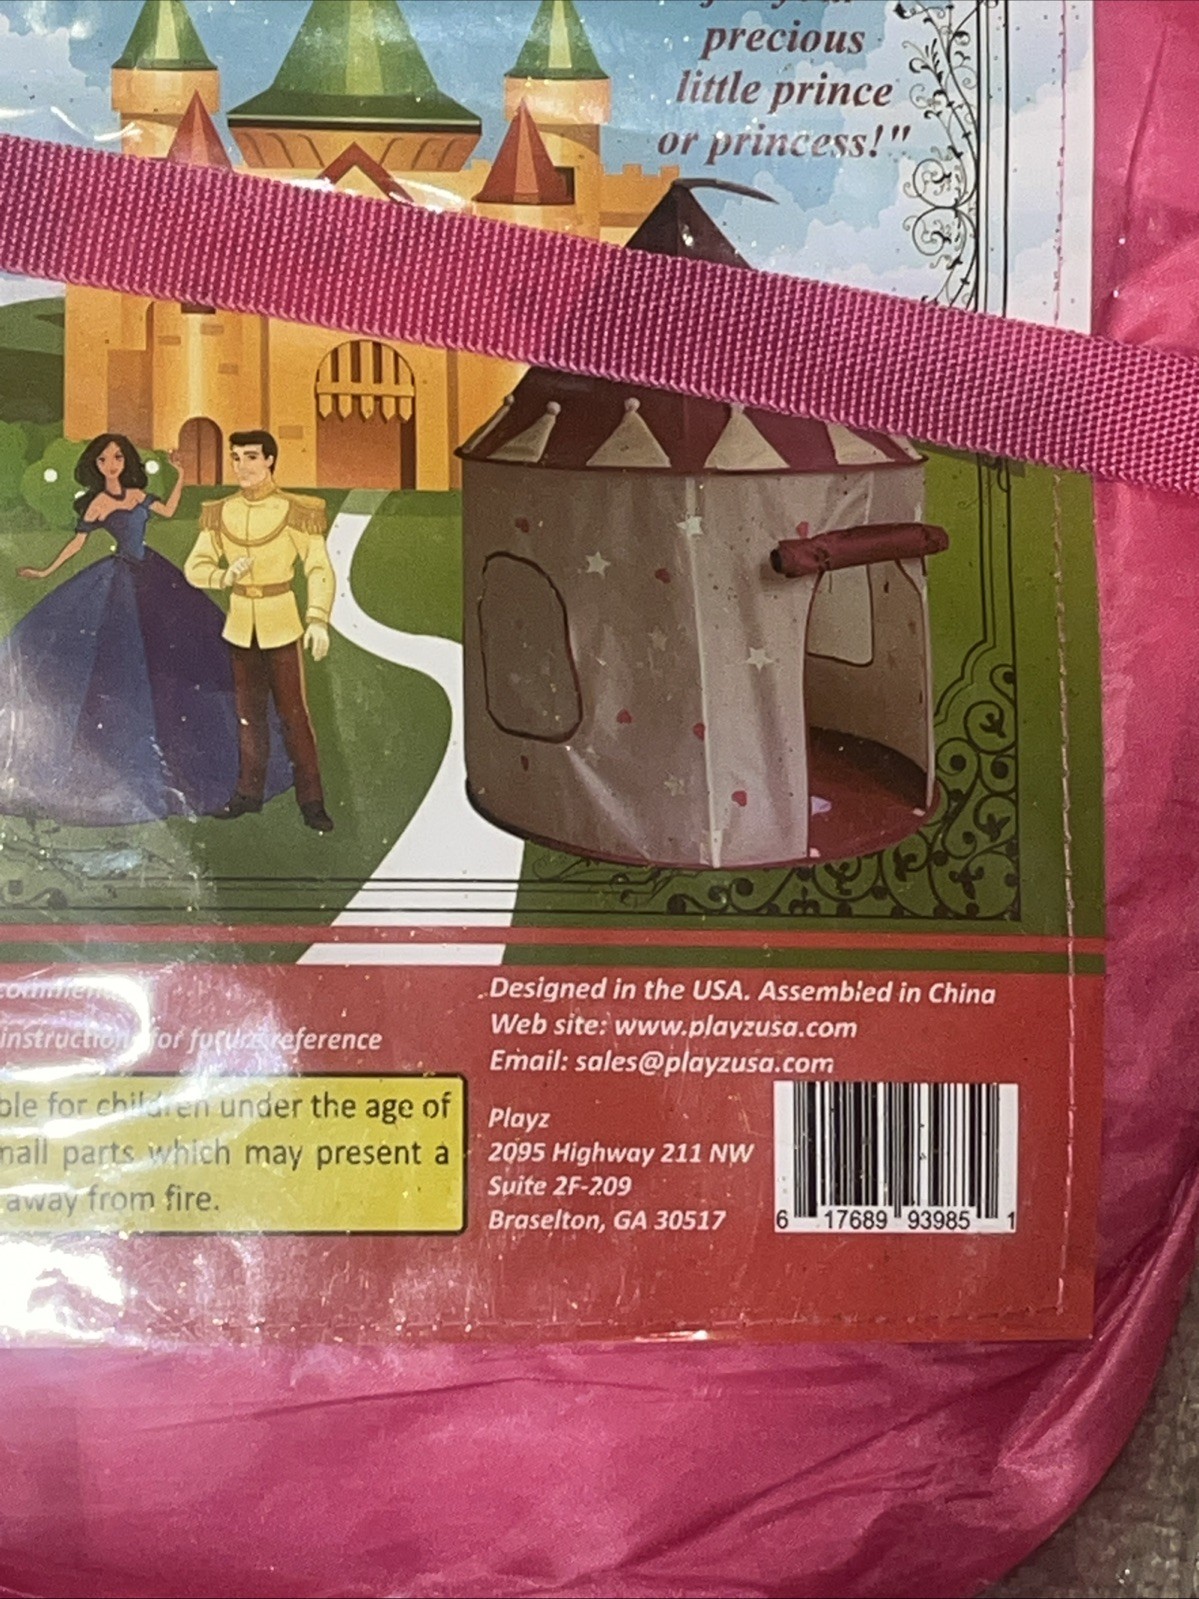 precious
little prince
or princess!"
Designed in the USA. Assembled in China
Web site: www.playzusa.com
Email: sales@playzusa.com
instructions for future reference
ble for children under the age of
mall parts which may present a
away from fire.
Playz
2095 Highway 211 NW
Suite 2F-209
Braselton, GA 30517
6 17689 93985 1